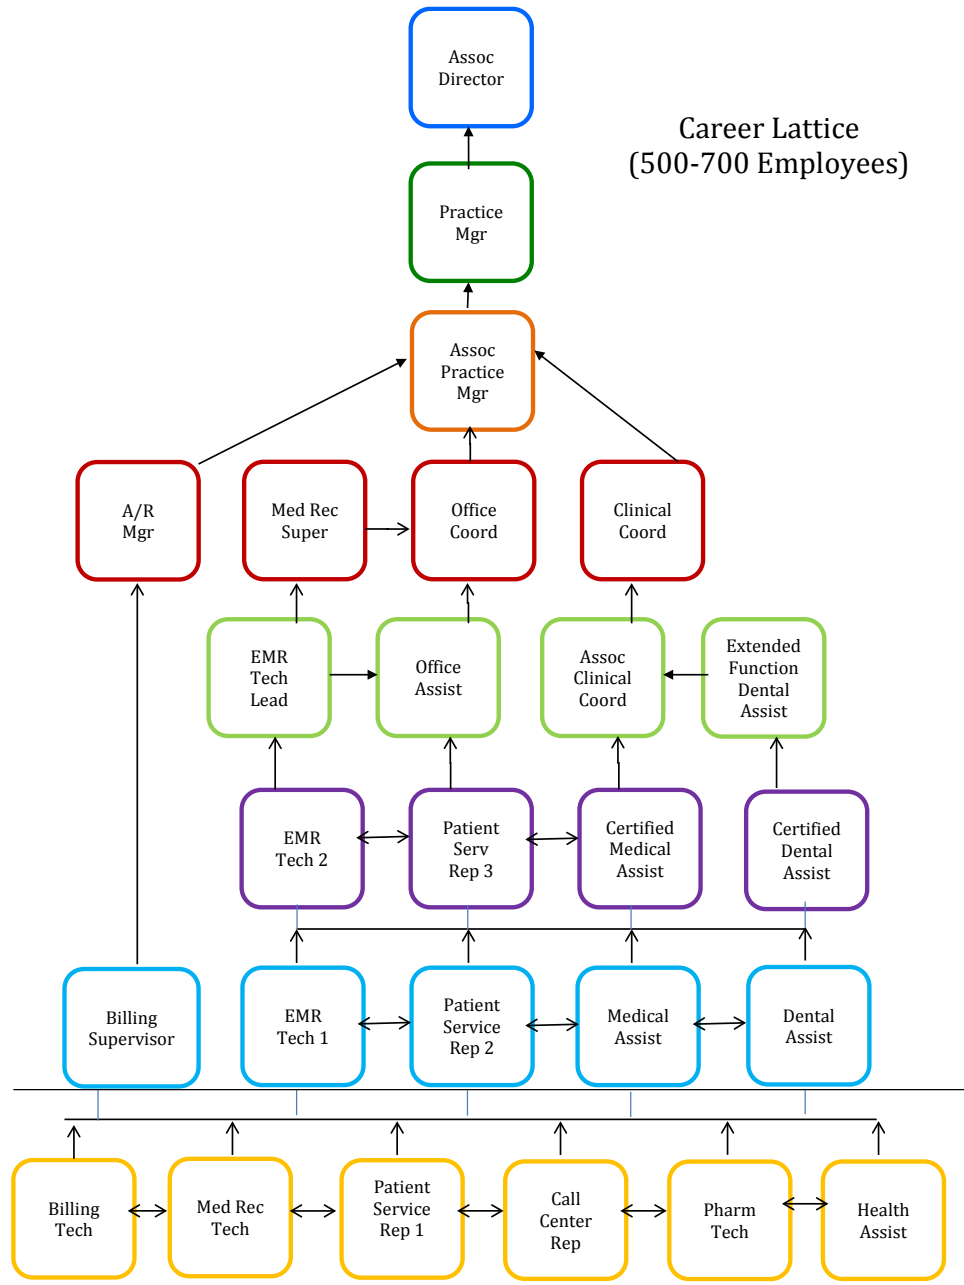 Assoc
Director
Career Lattice
(500-700 Employees)
Practice
Mgr
Assoc
Practice
Mgr
A/R
Mgr
Med Rec
Super
Office
Coord
Clinical
Coord
EMR
Tech
Lead
Office
Assist
Assoc
Clinical
Coord
Extended
Function
Dental
Assist
EMR
Tech 2
Patient
Serv
Rep 3
Certified
Medical
Assist
Certified
Dental
Assist
Billing
Supervisor
EMR
Tech 1
Patient
Service
Rep 2
Medical
Assist
Dental
Assist
Billing
Tech
Med Rec
Tech
Patient
Service
Rep 1
Call
Center
Rep
Pharm
Tech
Health
Assist